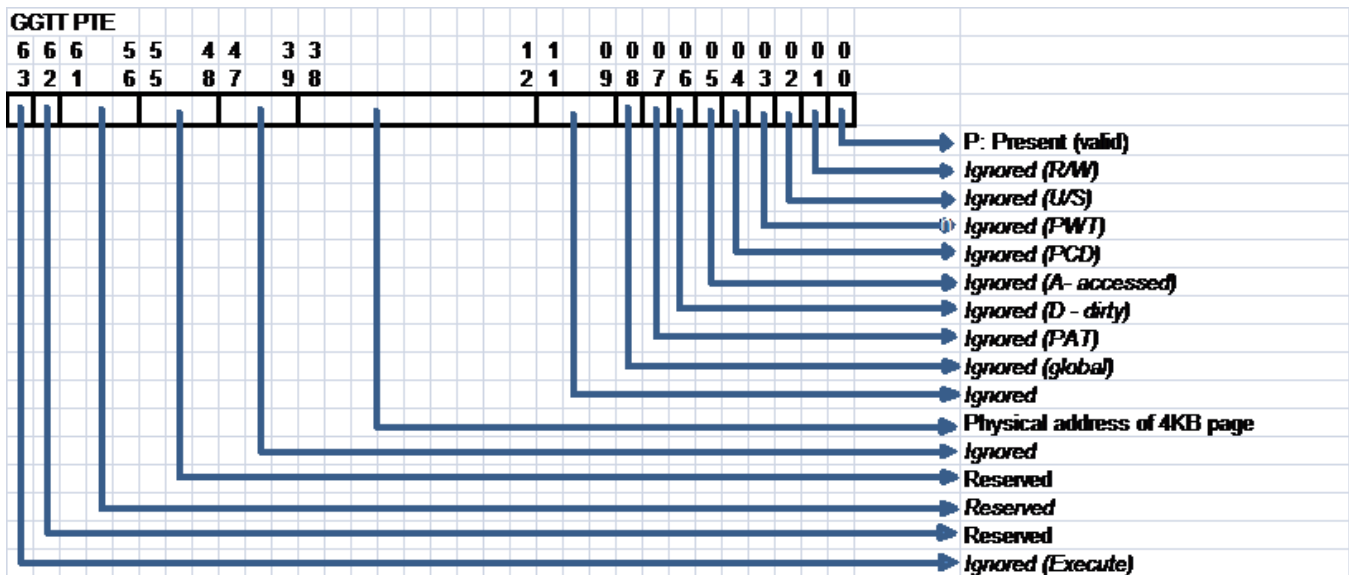 GGTT PTE
6 6 6 5 5 4 4 3 3 1 1 0 0 0 0 0 0 0 0 0 0
3 2 1 6 5 8 7 9 8 2 1 9 8 7 6 5 4 3 2 1 0
P: Present (valid)
Ignored (R/W)
Ignored (U/S)
Ignored (PWT)
Ignored (PCD)
Ignored (A- accessed)
Ignored (D - dirty)
Ignored (PAT)
Ignored (global)
Ignored
Physical address of 4KB page
Ignored
Reserved
Reserved
Reserved
Ignored (Execute)